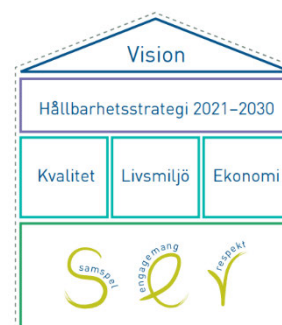 Vision
Hållbarhetsstrategi 2021–2030
Kvalitet Livsmiljö Ekonomi
S e r
samspel engagemang respekt